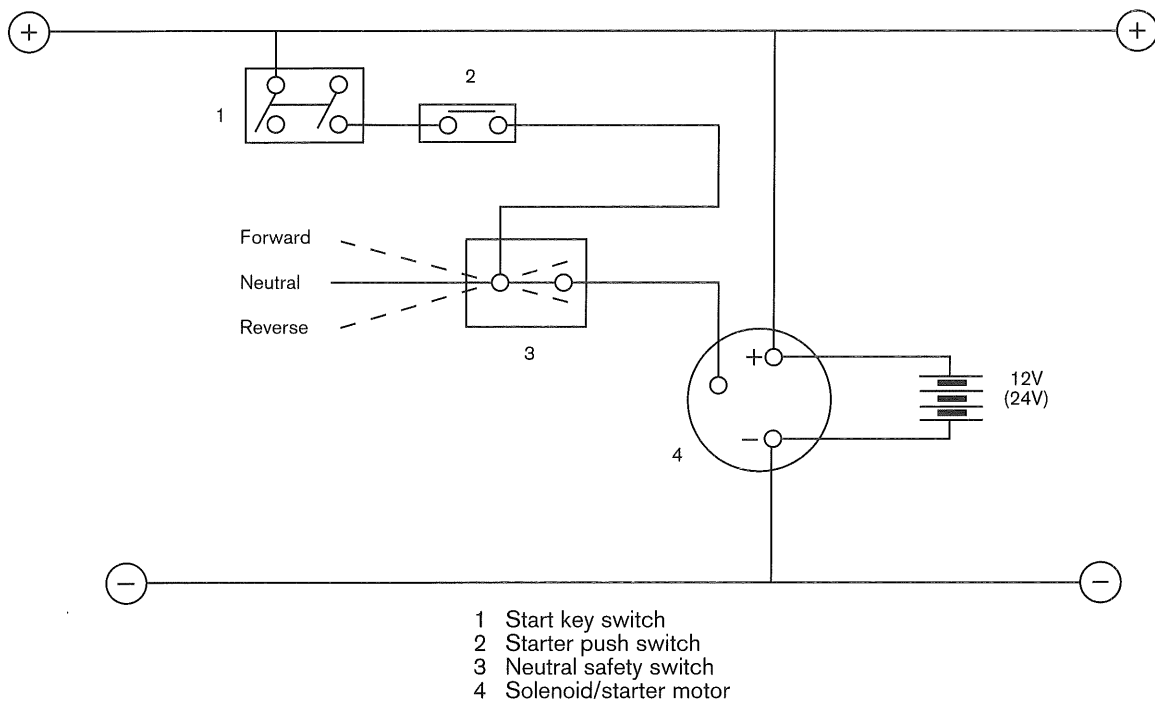 +
+
1
2
Forward
Neutral
Reverse
3
+
−
4
12V
(24V)
−
−
1 Start key switch
2 Starter push switch
3 Neutral safety switch
4 Solenoid/starter motor